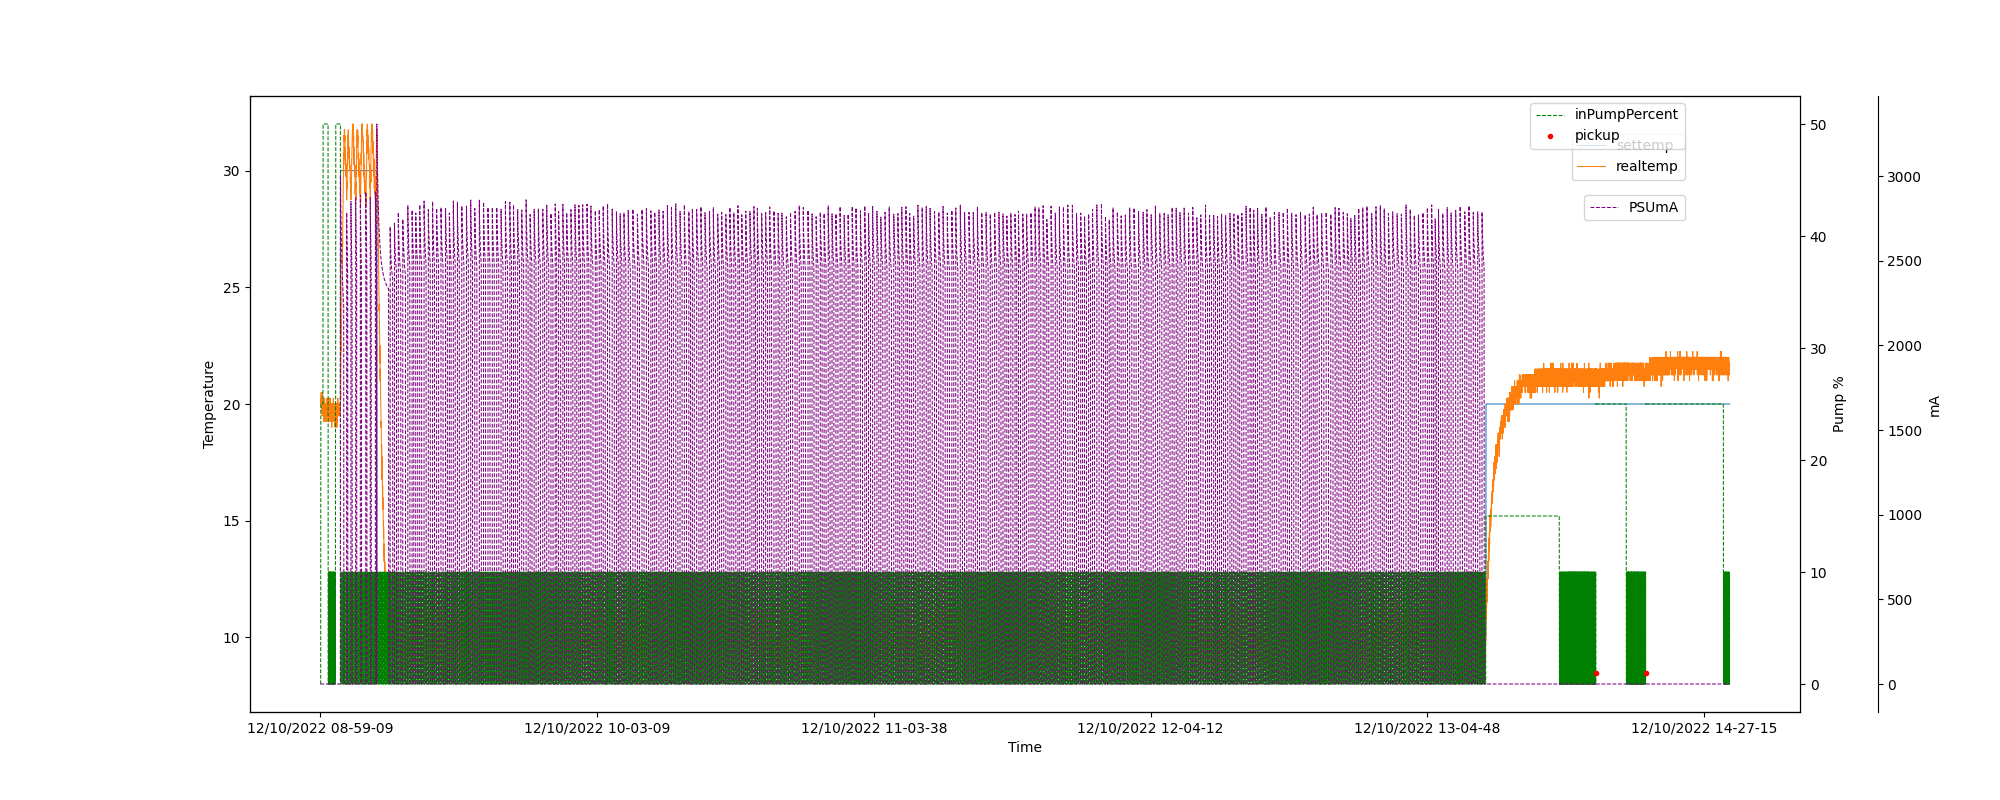 inPumpPercent
pickup
settemp
realtemp
PSUmA
30
25
20
15
10
Temperature
50
40
30
20
10
0
Pump %
3000
2500
2000
1500
1000
500
0
mA
12/10/2022 08-59-09
12/10/2022 10-03-09
12/10/2022 11-03-38
12/10/2022 12-04-12
12/10/2022 13-04-48
12/10/2022 14-27-15
Time